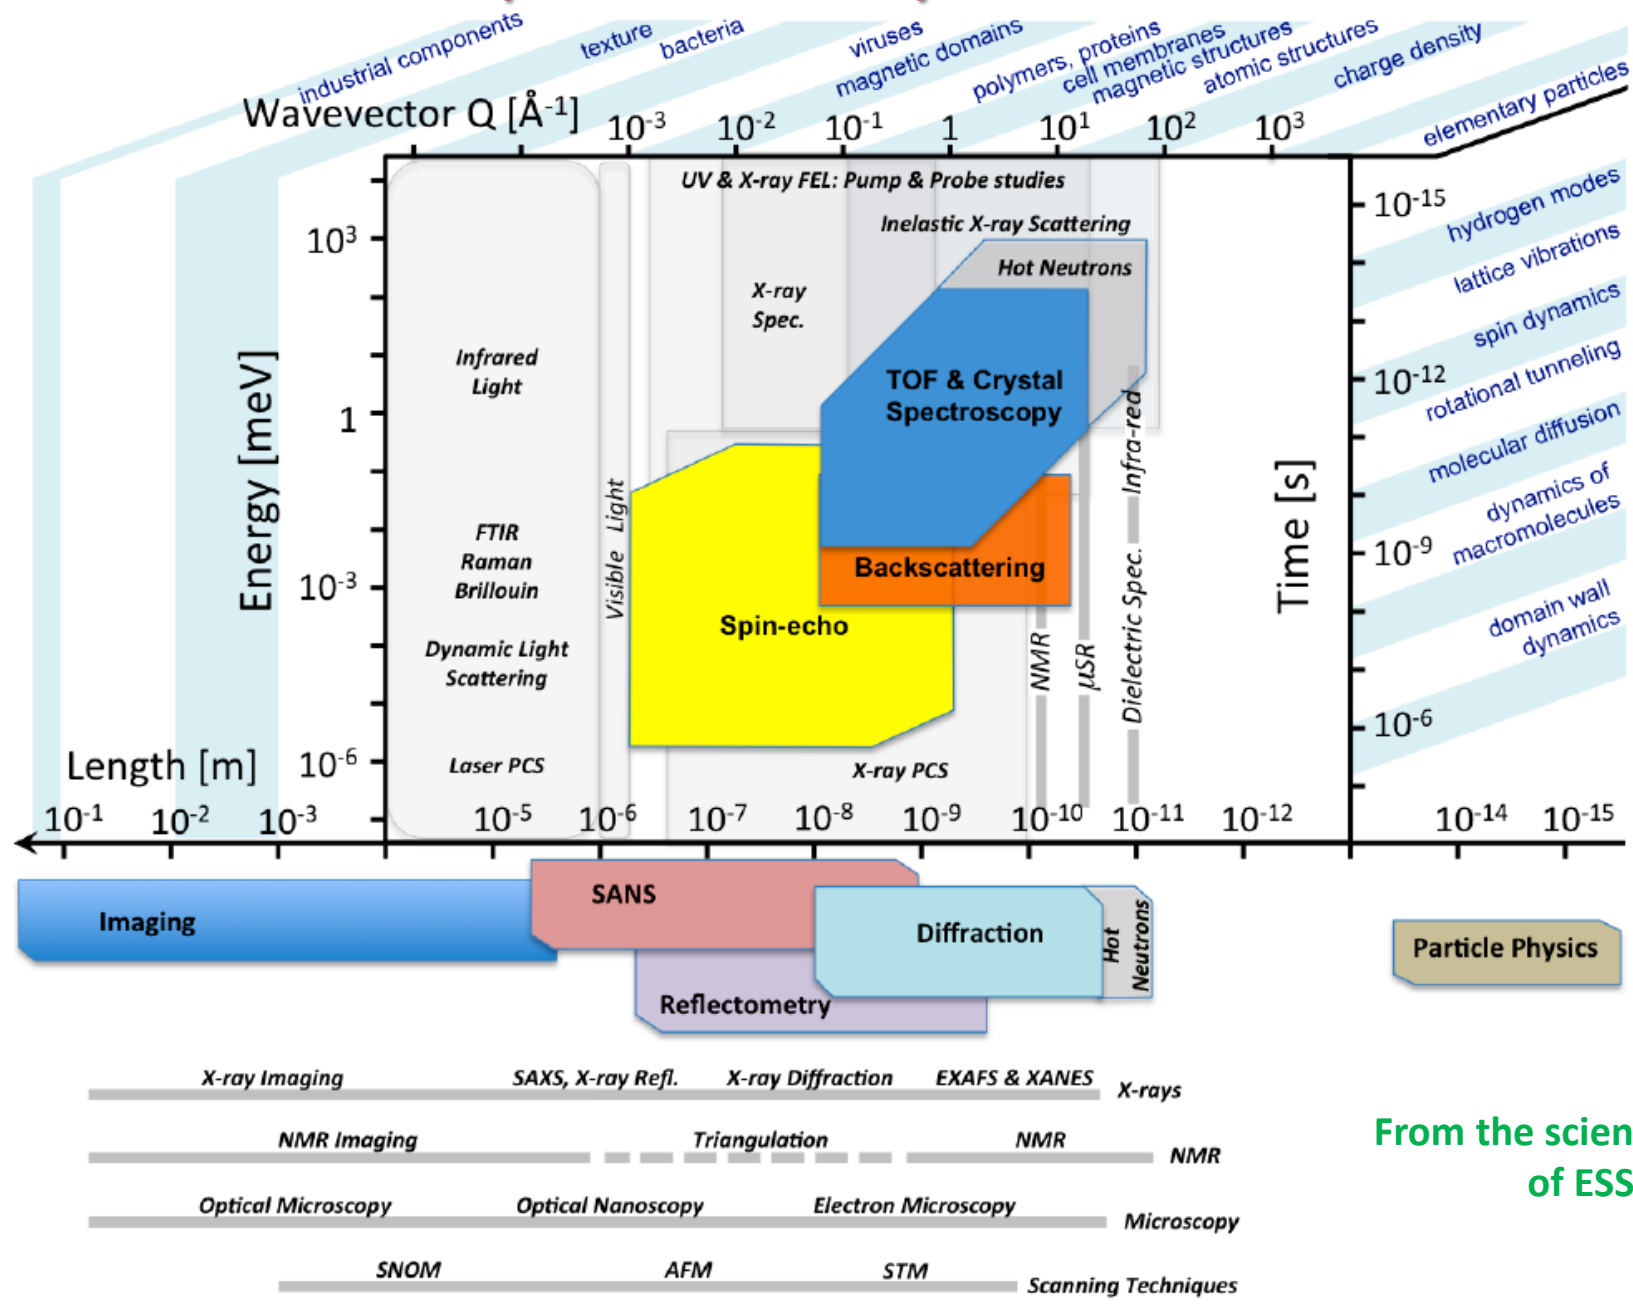 industrial components
texture
bacteria
viruses
magnetic domains
polymers, proteins
cell membranes
magnetic structures
atomic structures
charge density
elementary particles
Wavevector Q [Å-1]
10-3
10-2
10-1
1
101
102
103
UV & X-ray FEL: Pump & Probe studies
Inelastic X-ray Scattering
Hot Neutrons
X-ray
Spec.
Infrared
Light
TOF & Crystal
Spectroscopy
FTIR
Raman
Brillouin
Visible Light
Backscattering
Spin-echo
Dynamic Light
Scattering
NMR
µSR
Dielectric Spec.
Infra-red
Laser PCS
X-ray PCS
Energy [meV]
103
1
10-3
10-6
Time [s]
10-15
10-12
10-9
10-6
hydrogen modes
lattice vibrations
spin dynamics
rotational tunneling
molecular diffusion
dynamics of
macromolecules
domain wall
dynamics
Length [m]
10-1
10-2
10-3
10-5
10-6
10-7
10-8
10-9
10-10
10-11
10-12
10-14
10-15
Imaging
SANS
Diffraction
Hot
Neutrons
Reflectometry
Particle Physics
X-ray Imaging
SAXS, X-ray Refl.
X-ray Diffraction
EXAFS & XANES
X-rays
NMR Imaging
Triangulation
NMR
NMR
Optical Microscopy
Optical Nanoscopy
Electron Microscopy
Microscopy
SNOM
AFM
STM
Scanning Techniques
From the scien
of ESS